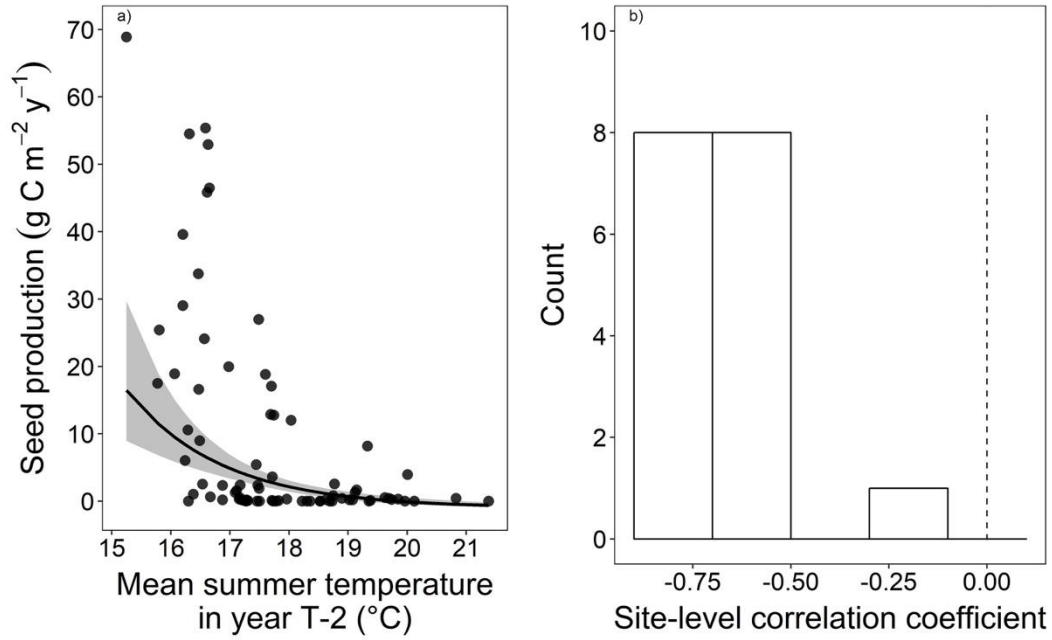 a)
Seed production (g C m⁻² y⁻¹)
70
60
50
40
30
20
10
0
15 16 17 18 19 20 21
Mean summer temperature
in year T-2 (°C)
b)
Count
10
8
6
4
2
0
-0.75 -0.50 -0.25 0.00
Site-level correlation coefficient